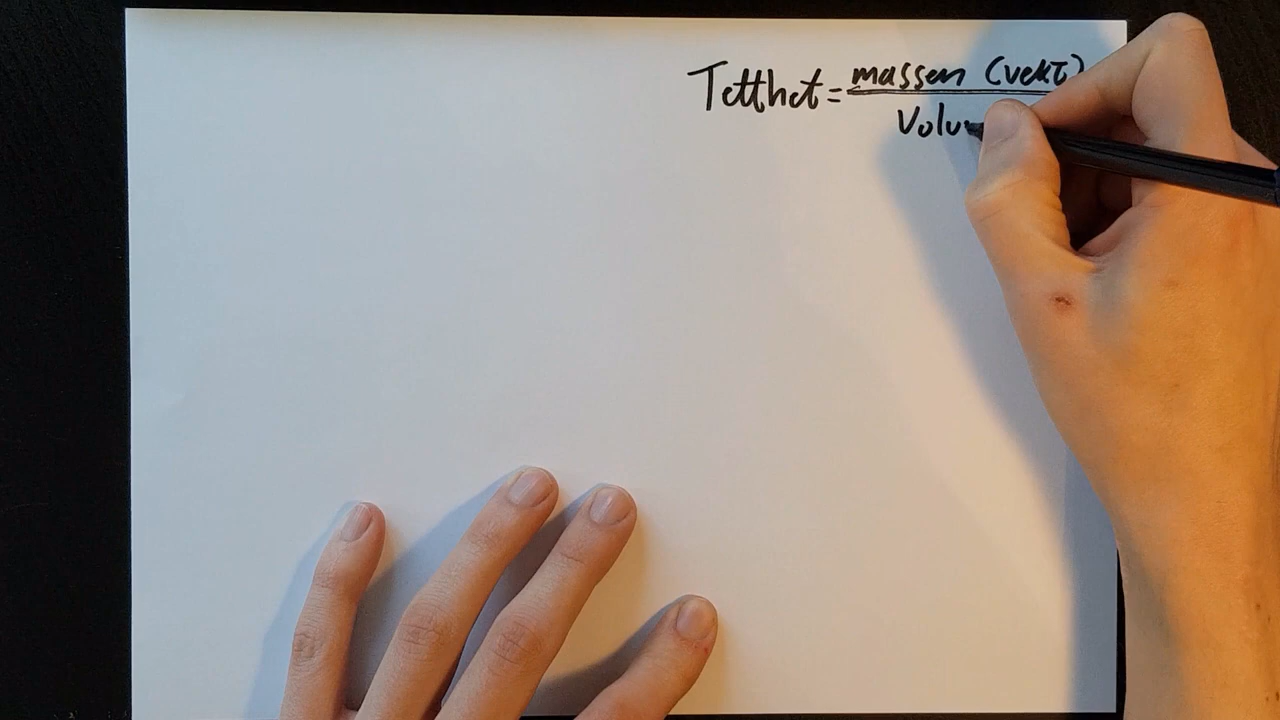 Tetthet = massen (vekt)
Volu